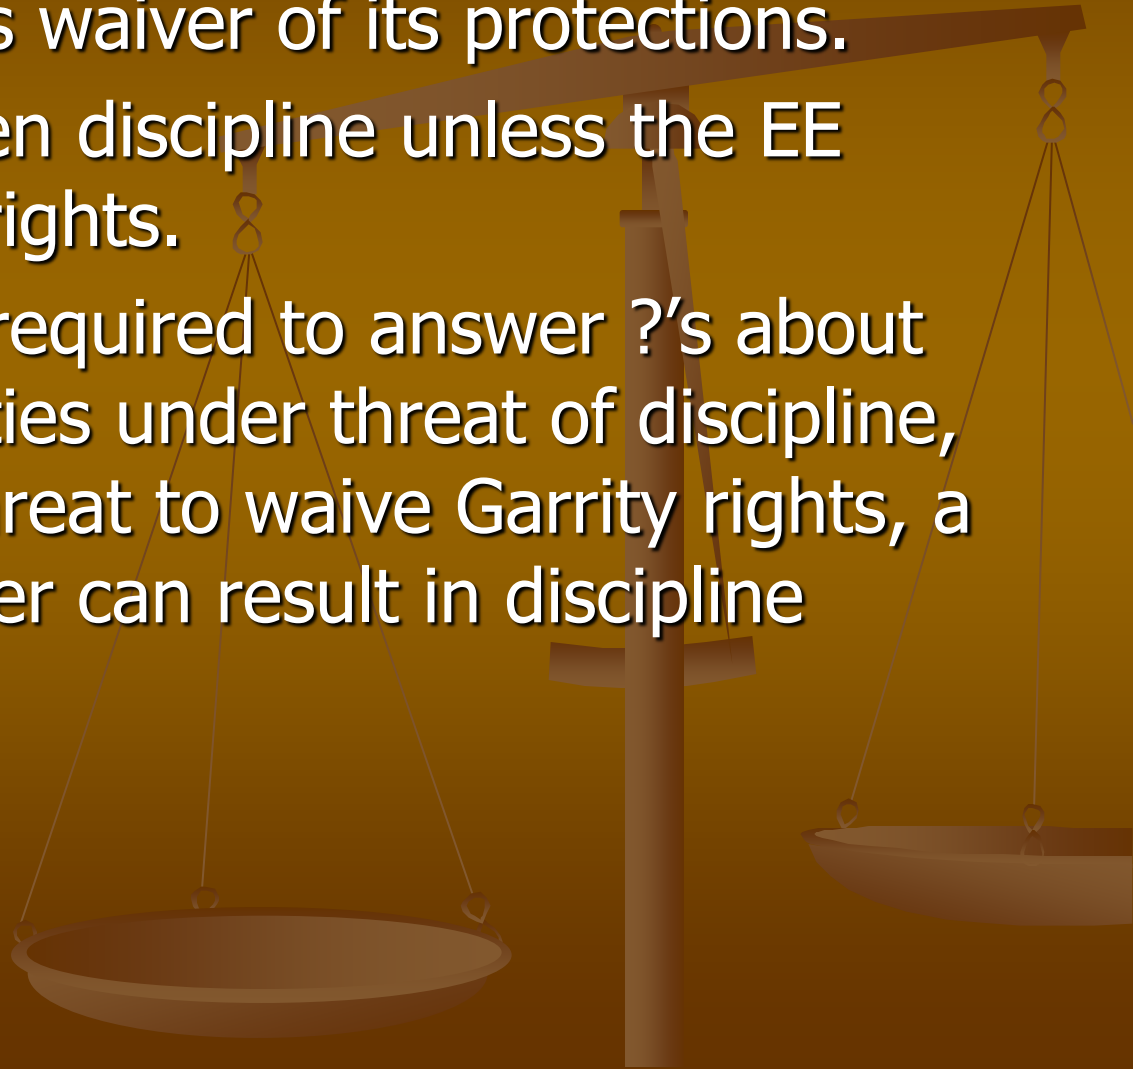 s waiver of its protections.
en discipline unless the EE
rights.
required to answer ?’s about
ties under threat of discipline,
reat to waive Garrity rights, a
er can result in discipline